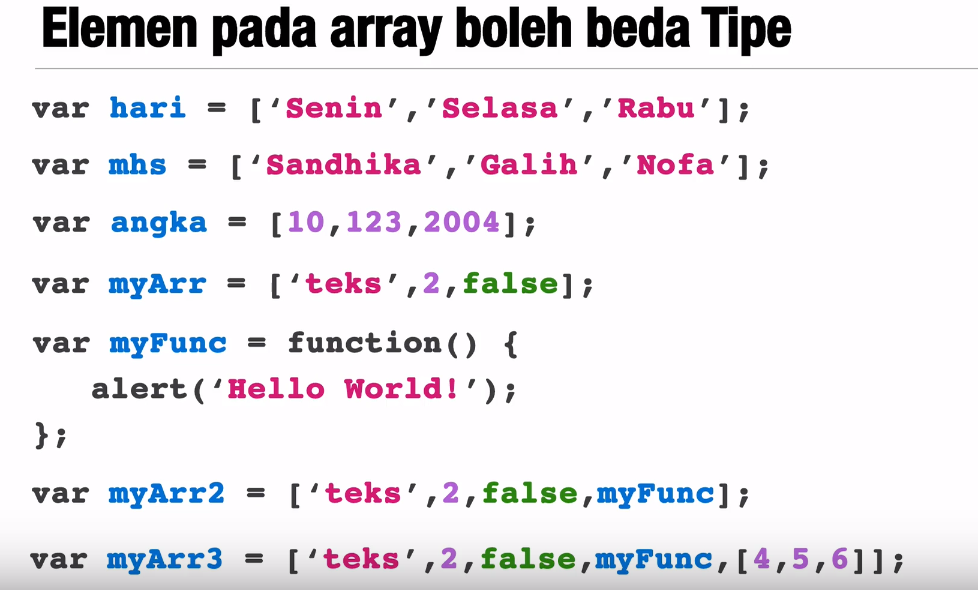 Elemen pada array boleh beda Tipe
var hari = [‘Senin’,’Selasa’,’Rabu’];
var mhs = [‘Sandhika’,’Galih’,’Nofa’];
var angka = [10,123,2004];
var myArr = [‘teks’,2,false];
var myFunc = function() {
alert(‘Hello World!’);
};
var myArr2 = [‘teks’,2,false,myFunc];
var myArr3 = [‘teks’,2,false,myFunc,[4,5,6]];